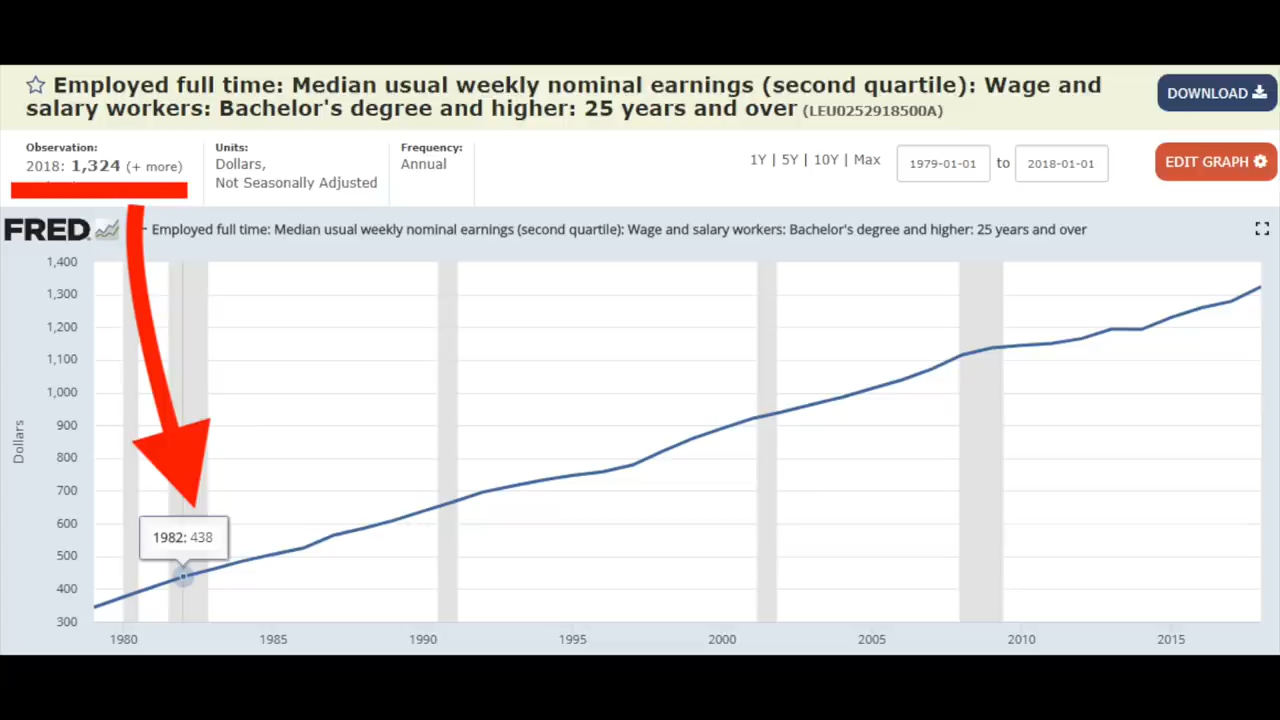 Employed full time: Median usual weekly nominal earnings (second quartile): Wage and
salary workers: Bachelor's degree and higher: 25 years and over (LEU0252918500A)
DOWNLOAD
Observation:
2018: 1,324 (+ more)
Units:
Dollars,
Not Seasonally Adjusted
Frequency:
Annual
1Y | 5Y | 10Y | Max
1979-01-01 to 2018-01-01
EDIT GRAPH
FRED
Employed full time: Median usual weekly nominal earnings (second quartile): Wage and salary workers: Bachelor's degree and higher: 25 years and over
1,400
1,300
1,200
1,100
1,000
900
800
700
600
500
400
300
Dollars
1982: 438
1980 1985 1990 1995 2000 2005 2010 2015